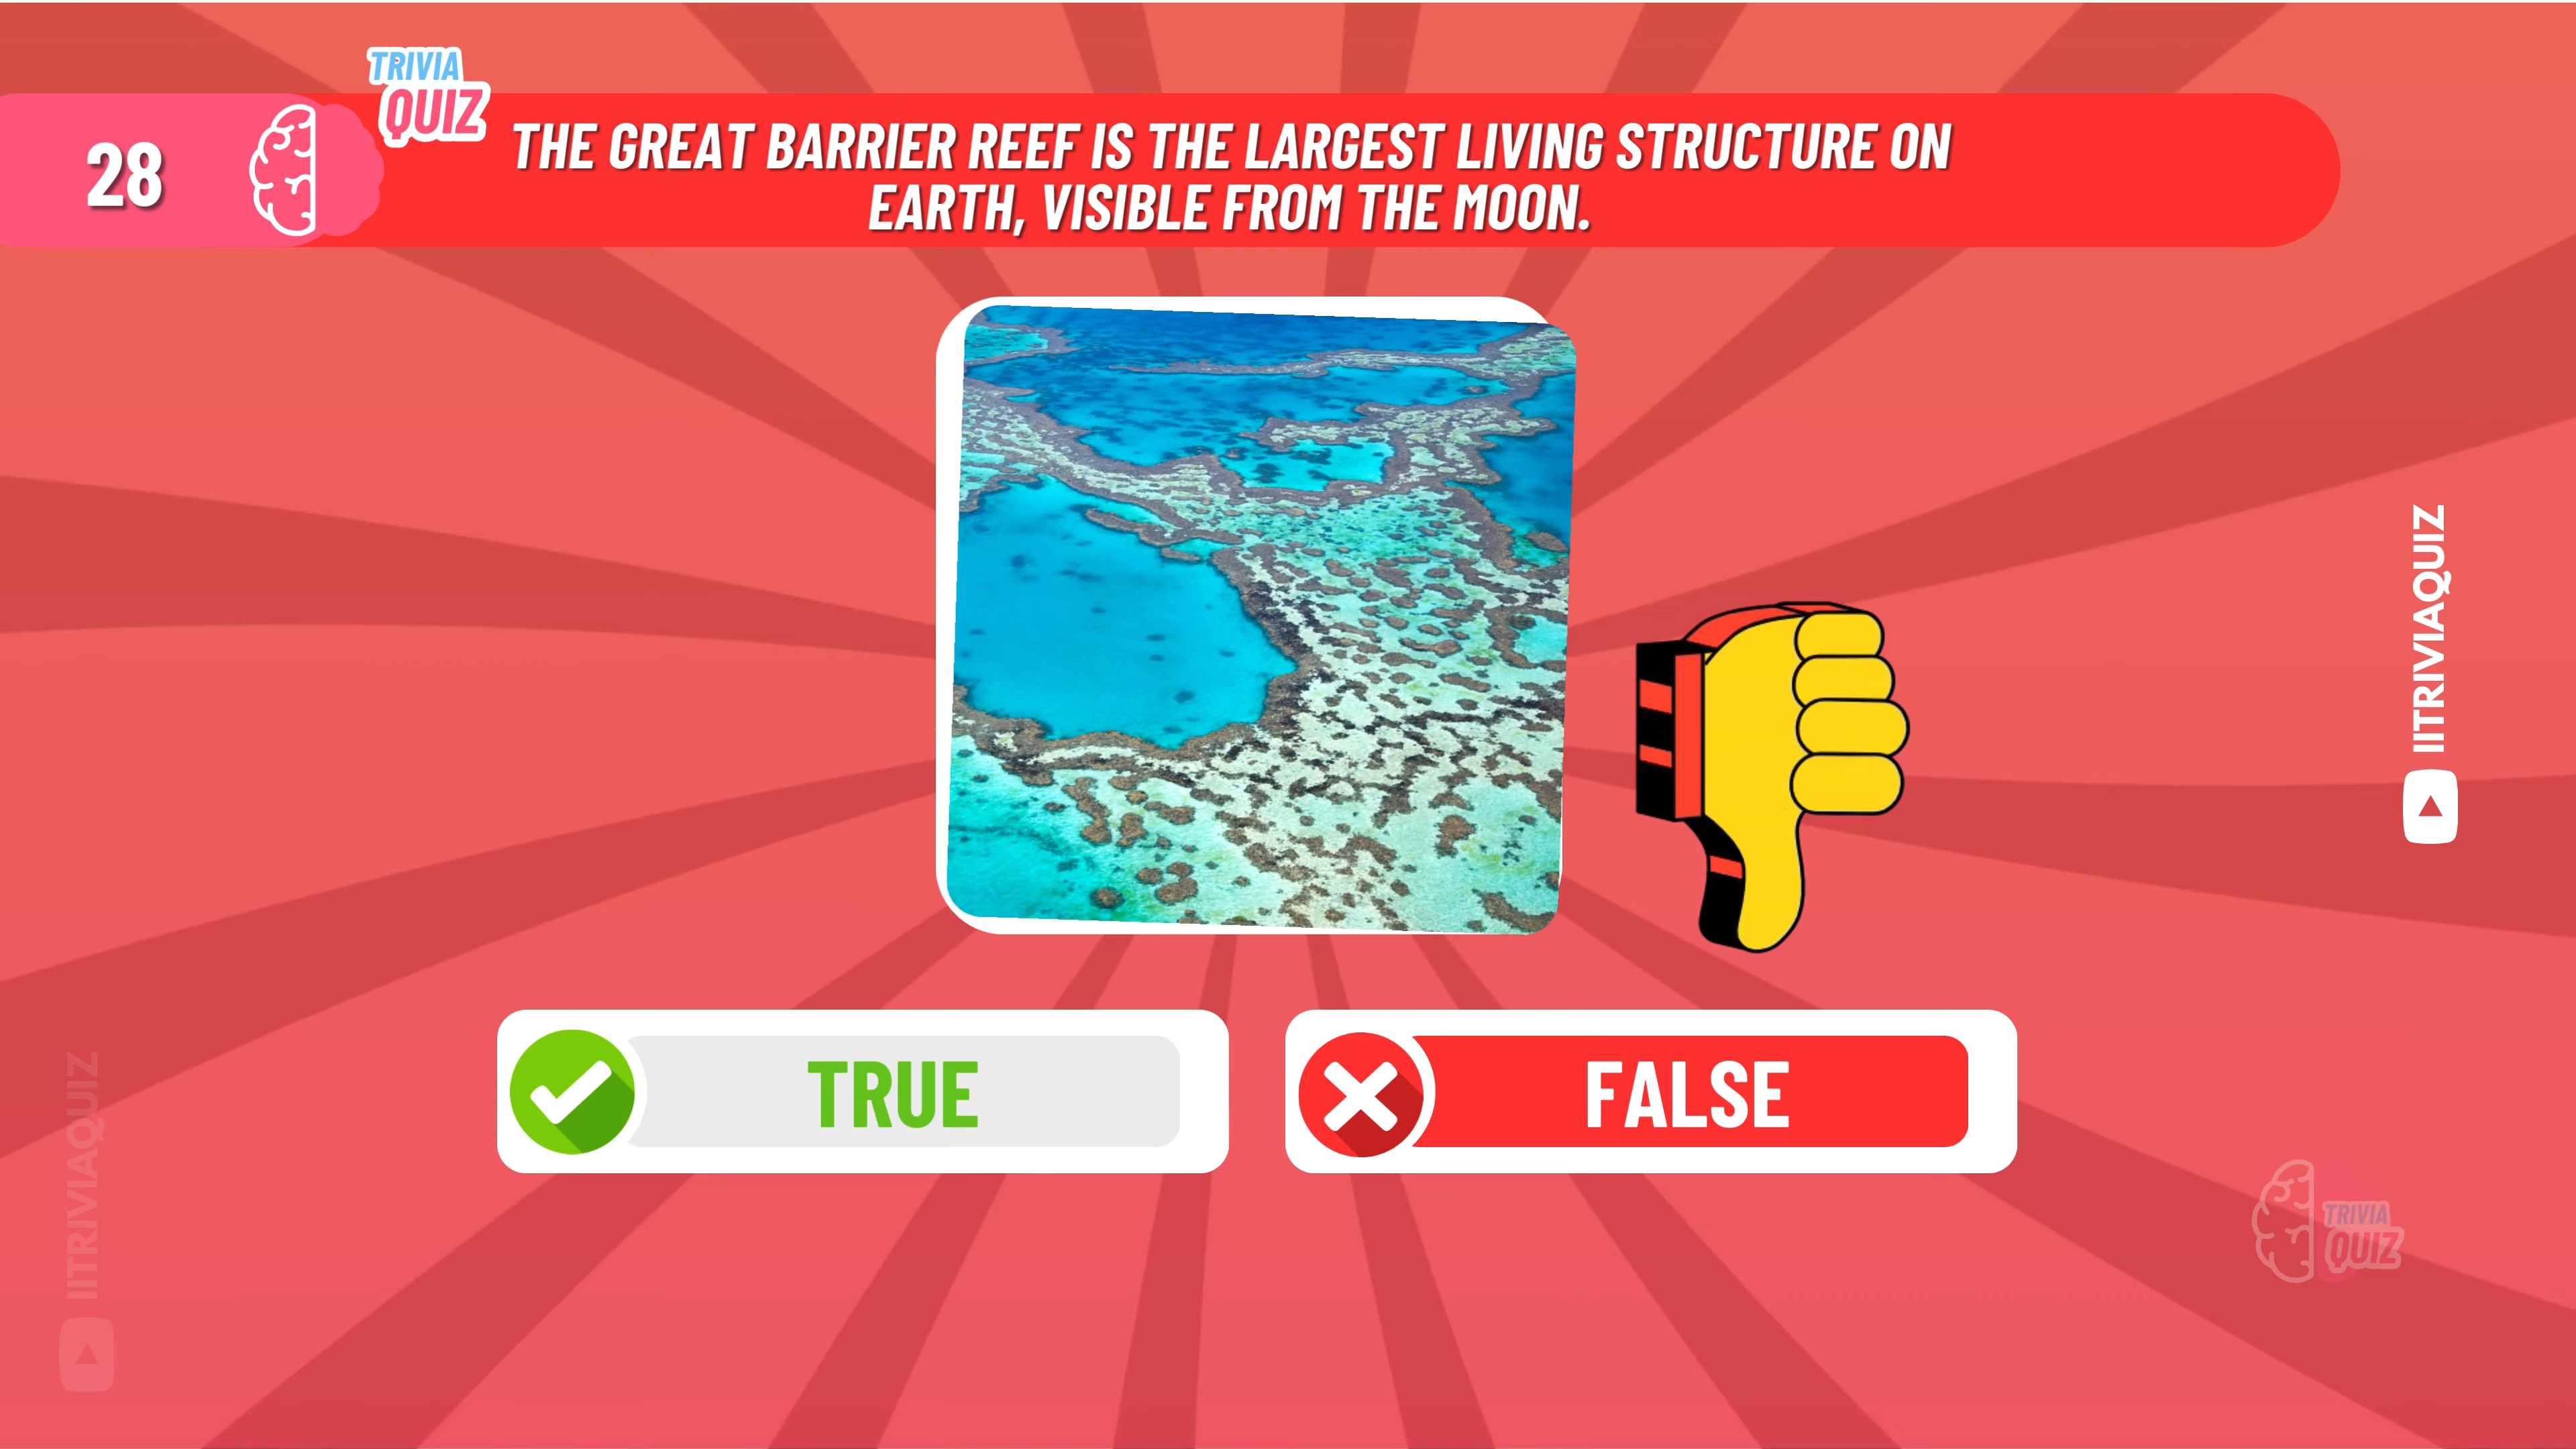 TRIVIA
QUIZ
28
THE GREAT BARRIER REEF IS THE LARGEST LIVING STRUCTURE ON
EARTH, VISIBLE FROM THE MOON.
IITRIVIAQUIZ
TRUE
FALSE
IITRIVIAQUIZ
TRIVIA
QUIZ